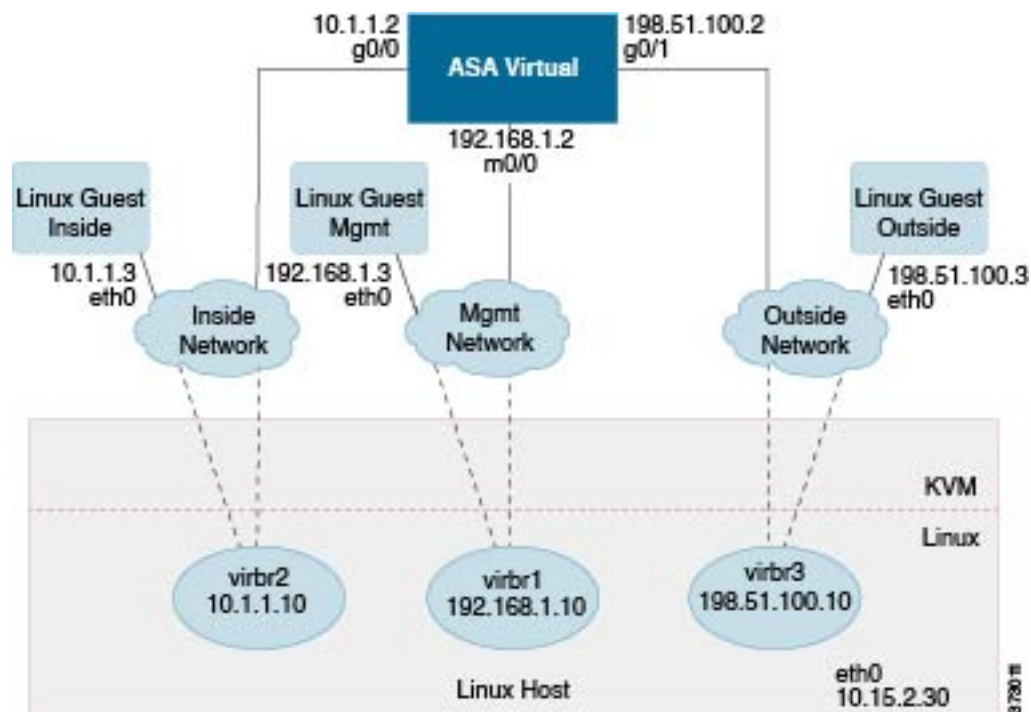 10.1.1.2
g0/0
ASA Virtual
198.51.100.2
g0/1
192.168.1.2
m0/0
Linux Guest
Inside
Linux Guest
Mgmt
Linux Guest
Outside
10.1.1.3
eth0
192.168.1.3
eth0
198.51.100.3
eth0
Inside
Network
Mgmt
Network
Outside
Network
KVM
Linux
virbr2
10.1.1.10
virbr1
192.168.1.10
virbr3
198.51.100.10
Linux Host
eth0
10.15.2.30